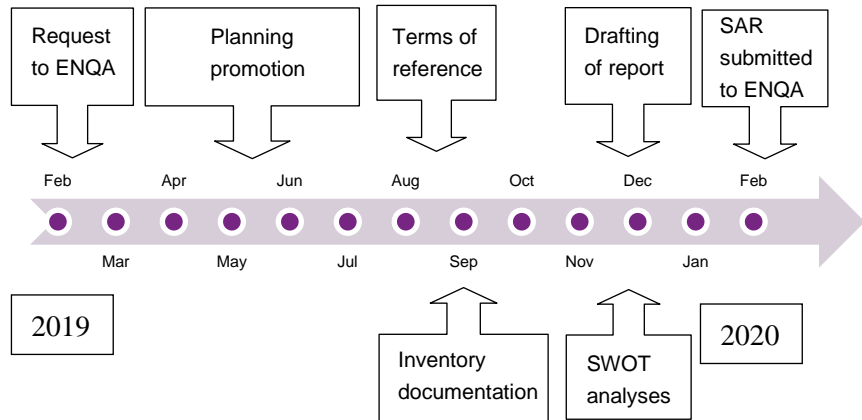 Request
to ENQA
Planning
promotion
Terms of
reference
Drafting
of report
SAR
submitted
to ENQA
Feb
Apr
Jun
Aug
Oct
Dec
Feb
Mar
May
Jul
Sep
Nov
Jan
2019
Inventory
documentation
SWOT
analyses
2020